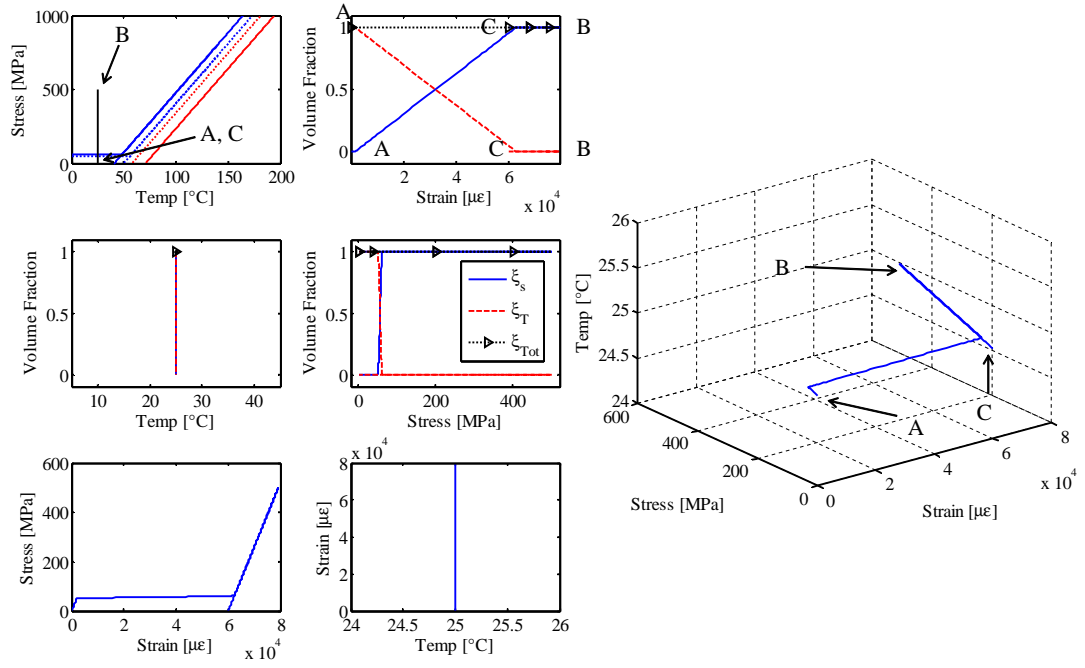 1000
500
0
Stress [MPa]
B
A, C
0
50
100
150
200
Temp [°C]
A
C
B
1
0.5
0
Volume Fraction
A
C
B
2
4
6
Strain [με]
x 10^4
1
0.5
0
Volume Fraction
10
20
30
40
Temp [°C]
1
0.5
0
Volume Fraction
ξs
ξT
ξTot
0
200
400
Stress [MPa]
600
400
200
0
Stress [MPa]
0
2
4
6
8
Strain [με]
x 10^4
x 10^4
8
6
4
2
0
Strain [με]
24
24.5
25
25.5
26
Temp [°C]
26
25.5
25
24.5
24
Temp [°C]
B
A
C
600
400
200
0
Stress [MPa]
0
2
4
6
8
x 10^4
Strain [με]